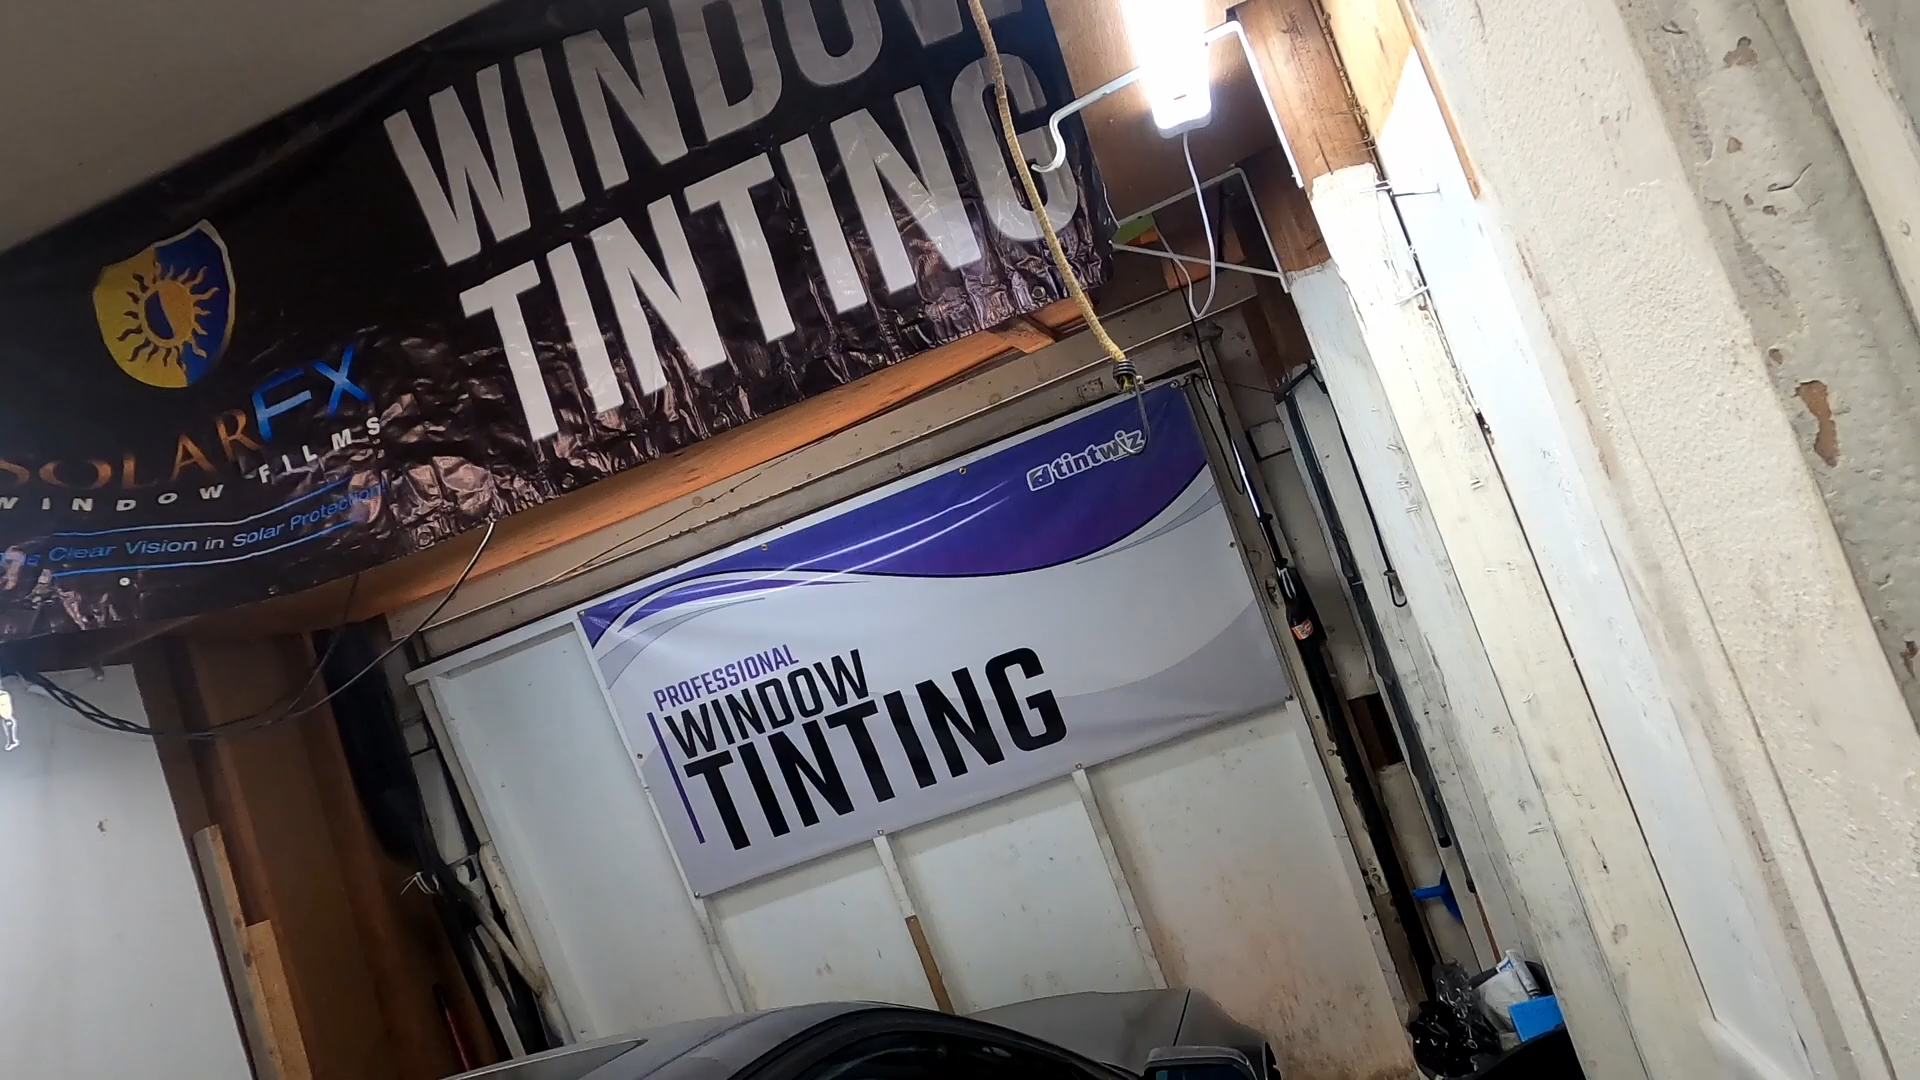 WINDOW
TINTING
SOLARFX
WINDOW FILMS
Clear Vision in Solar Protection
tintwiz
PROFESSIONAL
WINDOW
TINTING